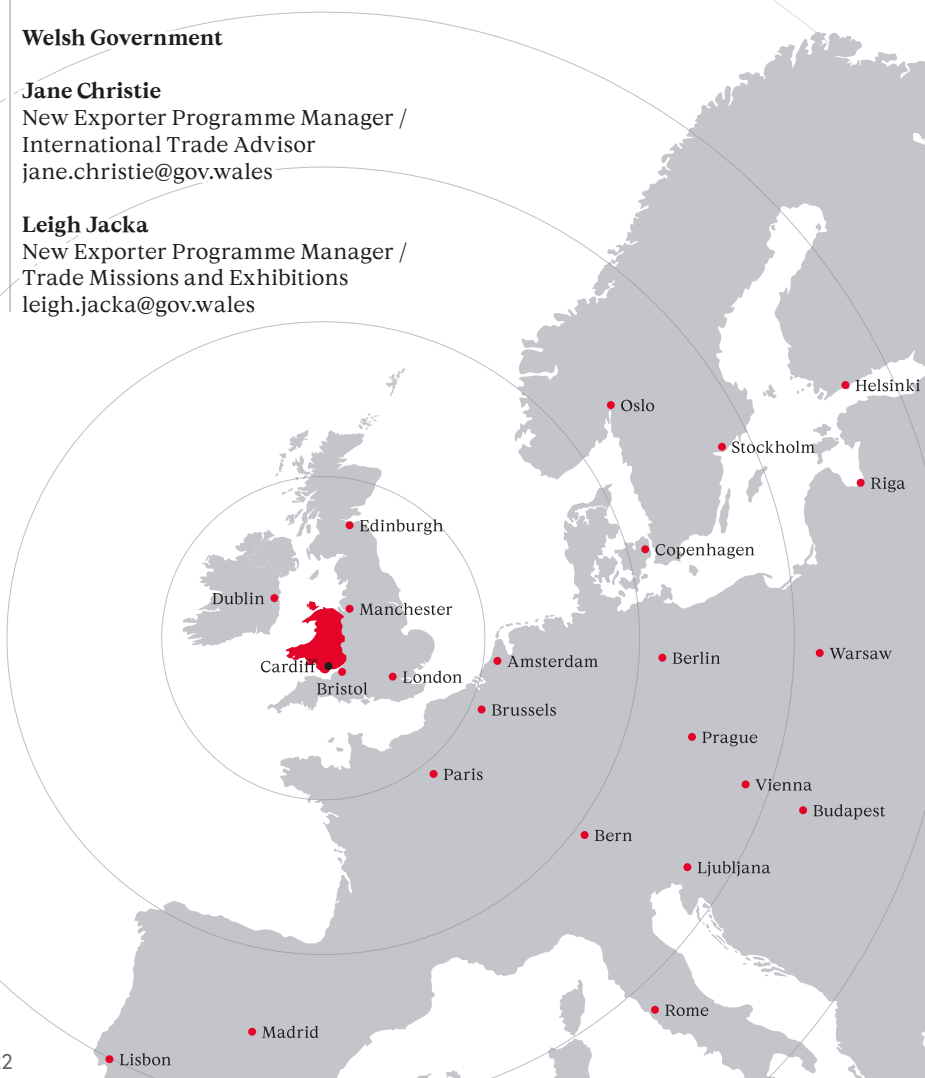 Welsh Government
Jane Christie
New Exporter Programme Manager /
International Trade Advisor
jane.christie@gov.wales
Leigh Jacka
New Exporter Programme Manager /
Trade Missions and Exhibitions
leigh.jacka@gov.wales
Helsinki
Oslo
Stockholm
Riga
Edinburgh
Copenhagen
Dublin
Manchester
Cardiff
Bristol
London
Amsterdam
Berlin
Warsaw
Brussels
Prague
Paris
Vienna
Budapest
Bern
Ljubljana
Rome
Madrid
Lisbon
2